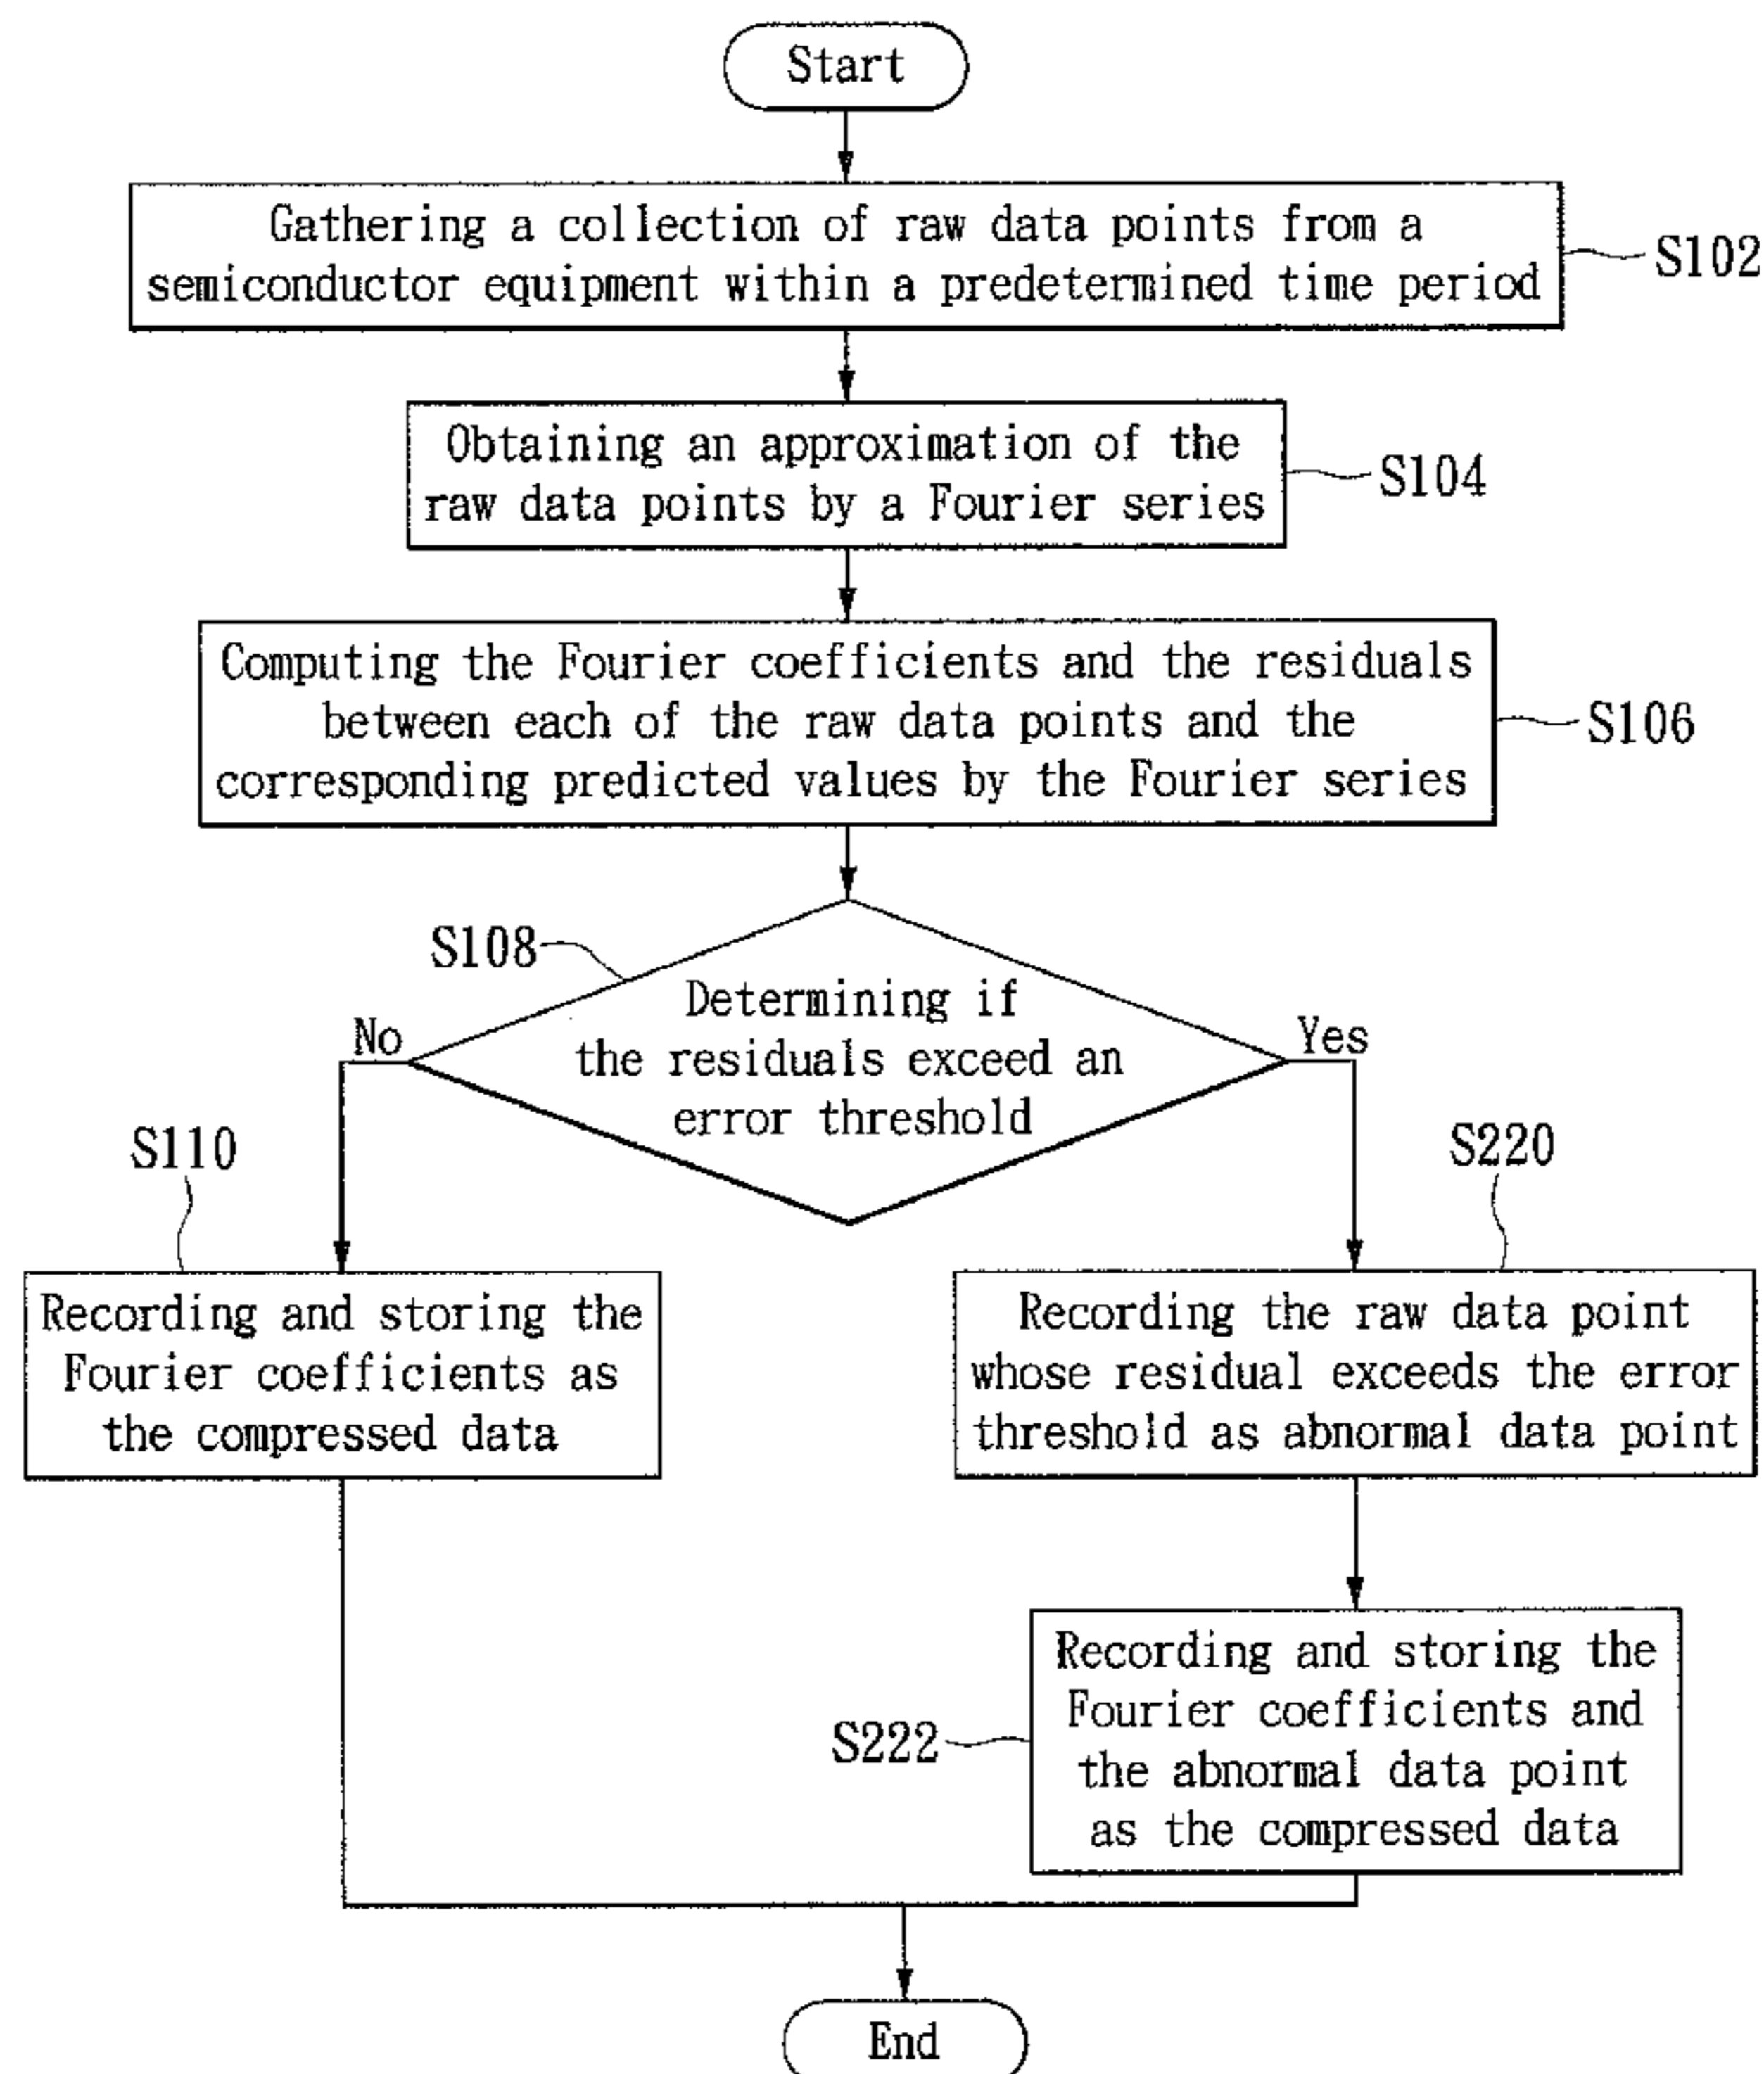 Start
Gathering a collection of raw data points from a
semiconductor equipment within a predetermined time period
S102
Obtaining an approximation of the
raw data points by a Fourier series
S104
Computing the Fourier coefficients and the residuals
between each of the raw data points and the
corresponding predicted values by the Fourier series
S106
S108
Determining if
the residuals exceed an
error threshold
No
Yes
S110
Recording and storing the
Fourier coefficients as
the compressed data
S220
Recording the raw data point
whose residual exceeds the error
threshold as abnormal data point
S222
Recording and storing the
Fourier coefficients and
the abnormal data point
as the compressed data
End